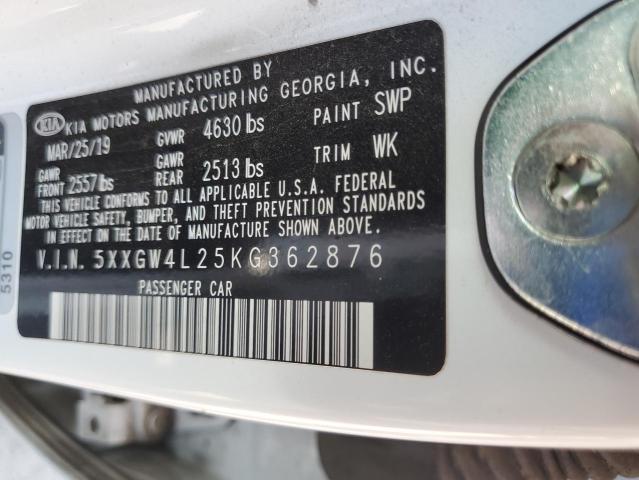 KIA
MANUFACTURED BY
KIA MOTORS MANUFACTURING GEORGIA, INC.
MAR/25/19 GVWR 4630 lbs PAINT SWP
GAWR FRONT 2557lbs GAWR REAR 2513 lbs TRIM WK
THIS VEHICLE CONFORMS TO ALL APPLICABLE U.S.A. FEDERAL
MOTOR VEHICLE SAFETY, BUMPER, AND THEFT PREVENTION STANDARDS
IN EFFECT ON THE DATE OF MANUFACTURE SHOWN ABOVE.
V.I.N. 5XXGW4L25KG362876
PASSENGER CAR
5310